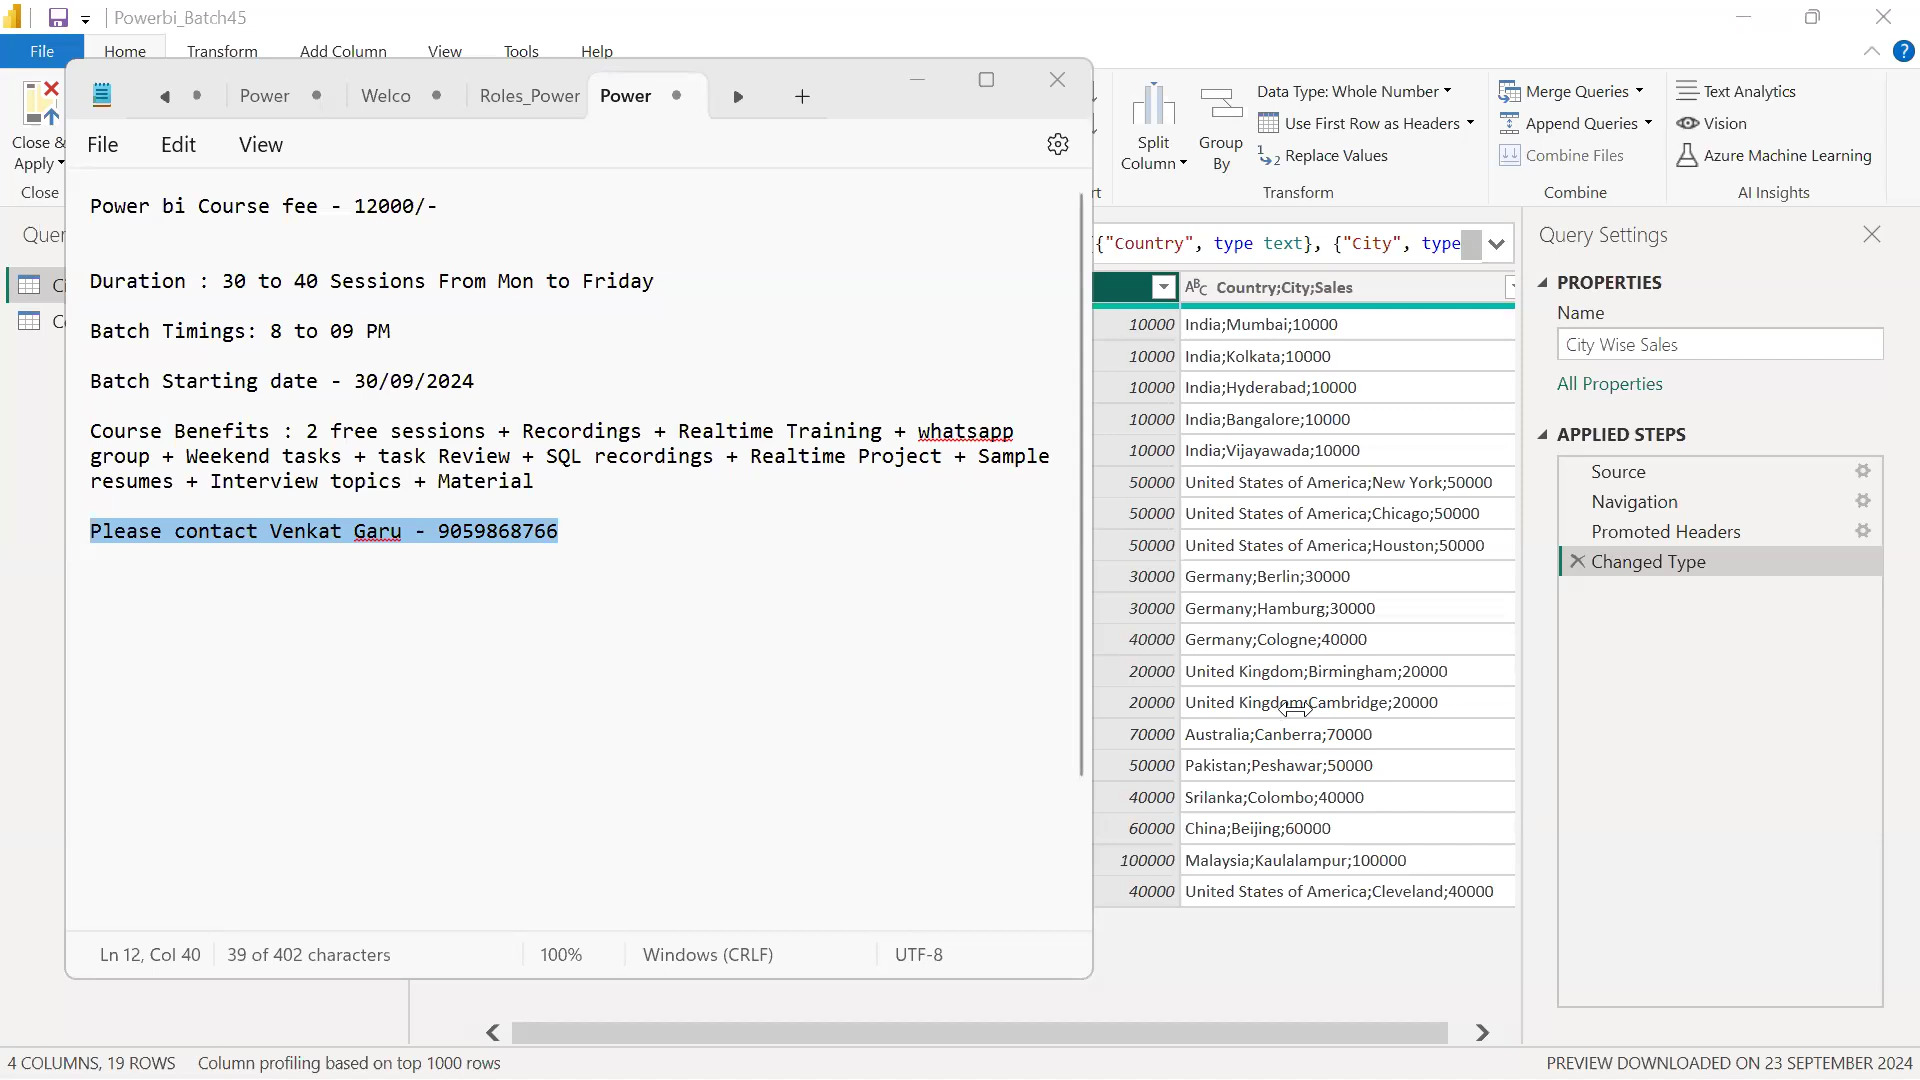 Powerbi_Batch45
File Home Transform Add Column View Tools Help
Power Welco Roles_Power Power
File Edit View
Power bi Course fee - 12000/-
Duration : 30 to 40 Sessions From Mon to Friday
Batch Timings: 8 to 09 PM
Batch Starting date - 30/09/2024
Course Benefits : 2 free sessions + Recordings + Realtime Training + whatsapp
group + Weekend tasks + task Review + SQL recordings + Realtime Project + Sample
resumes + Interview topics + Material
Please contact Venkat Garu - 9059868766
Ln 12, Col 40 39 of 402 characters 100% Windows (CRLF) UTF-8
Close &
Apply
Close
Split
Column
Group
By
Data Type: Whole Number
Use First Row as Headers
Replace Values
Transform
Merge Queries
Append Queries
Combine Files
Combine
Text Analytics
Vision
Azure Machine Learning
AI Insights
{"Country", type text}, {"City", type
ABC Country;City;Sales
10000 India;Mumbai;10000
10000 India;Kolkata;10000
10000 India;Hyderabad;10000
10000 India;Bangalore;10000
10000 India;Vijayawada;10000
50000 United States of America;New York;50000
50000 United States of America;Chicago;50000
50000 United States of America;Houston;50000
30000 Germany;Berlin;30000
30000 Germany;Hamburg;30000
40000 Germany;Cologne;40000
20000 United Kingdom;Birmingham;20000
20000 United Kingdom;Cambridge;20000
70000 Australia;Canberra;70000
50000 Pakistan;Peshawar;50000
40000 Srilanka;Colombo;40000
60000 China;Beijing;60000
100000 Malaysia;Kaulalampur;100000
40000 United States of America;Cleveland;40000
Query Settings
PROPERTIES
Name
City Wise Sales
All Properties
APPLIED STEPS
Source
Navigation
Promoted Headers
Changed Type
4 COLUMNS, 19 ROWS Column profiling based on top 1000 rows
PREVIEW DOWNLOADED ON 23 SEPTEMBER 2024